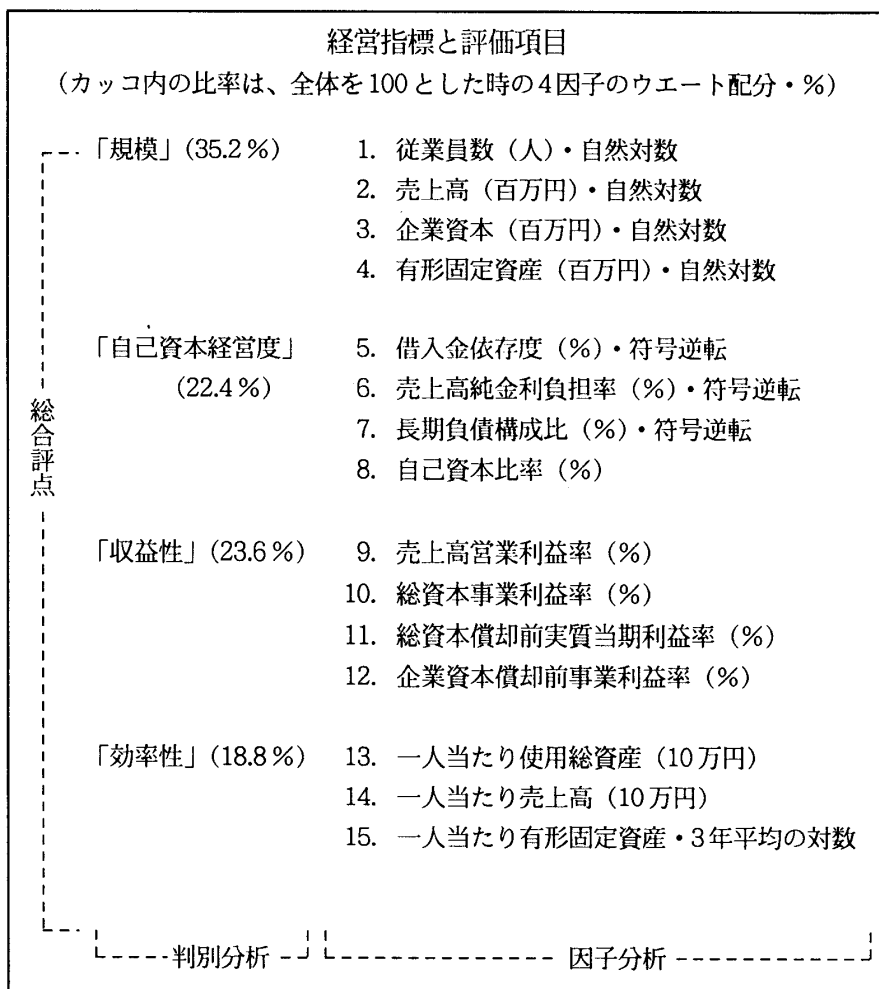 経営指標と評価項目
(カッコ内の比率は、全体を100とした時の4因子のウエート配分・%)
「規模」(35.2%) 1. 従業員数(人)・自然対数
2. 売上高(百万円)・自然対数
3. 企業資本(百万円)・自然対数
4. 有形固定資産(百万円)・自然対数
「自己資本経営度」 5. 借入金依存度(%)・符号逆転
(22.4%) 6. 売上高純金利負担率(%)・符号逆転
7. 長期負債構成比(%)・符号逆転
8. 自己資本比率(%)
総合評点
「収益性」(23.6%) 9. 売上高営業利益率(%)
10. 総資本事業利益率(%)
11. 総資本償却前実質当期利益率(%)
12. 企業資本償却前事業利益率(%)
「効率性」(18.8%) 13. 一人当たり使用総資産(10万円)
14. 一人当たり売上高(10万円)
15. 一人当たり有形固定資産・3年平均の対数
判別分析 因子分析